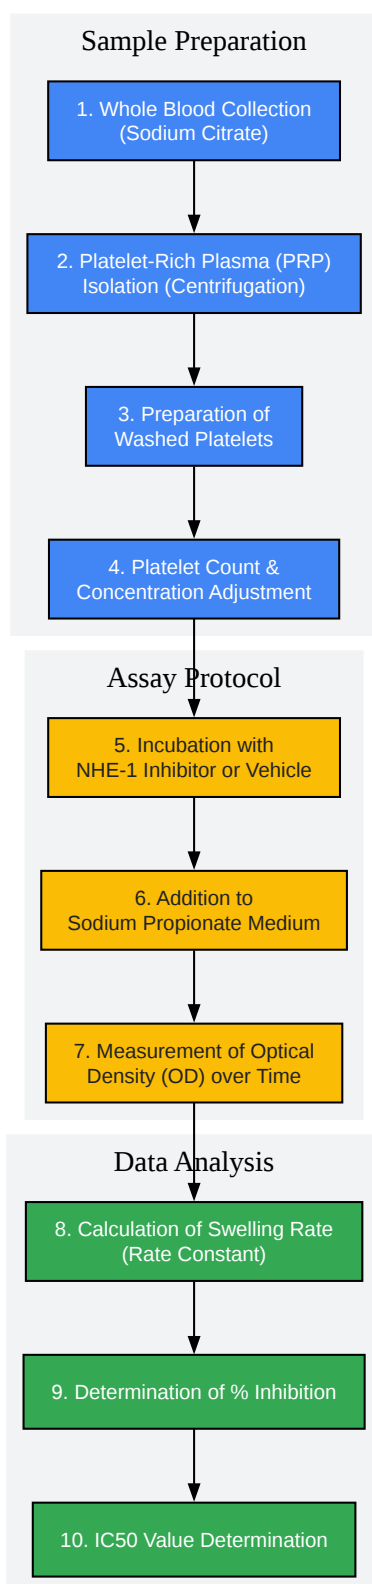 Sample Preparation
1. Whole Blood Collection
(Sodium Citrate)
2. Platelet-Rich Plasma (PRP)
Isolation (Centrifugation)
3. Preparation of
Washed Platelets
4. Platelet Count &
Concentration Adjustment
Assay Protocol
5. Incubation with
NHE-1 Inhibitor or Vehicle
6. Addition to
Sodium Propionate Medium
7. Measurement of Optical
Density (OD) over Time
Data Analysis
8. Calculation of Swelling Rate
(Rate Constant)
9. Determination of % Inhibition
10. IC50 Value Determination